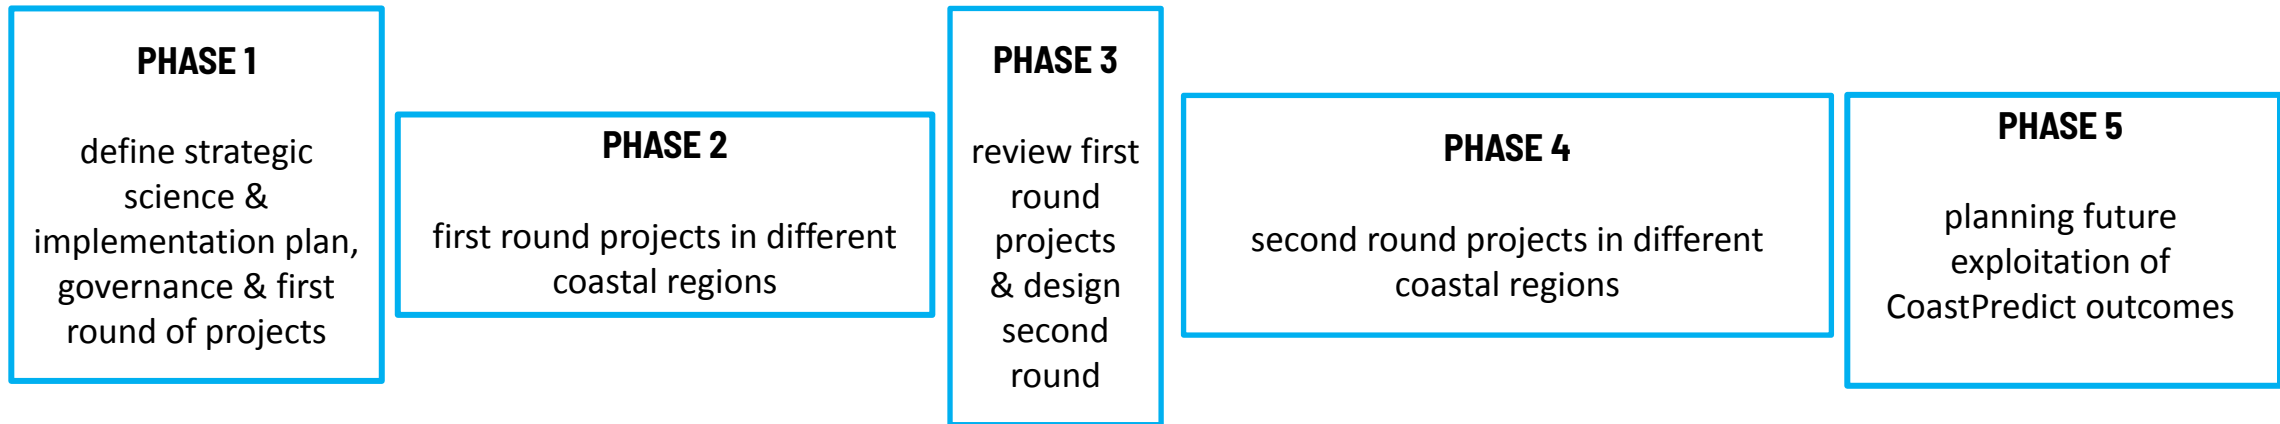 PHASE 1
define strategic
science &
implementation plan,
governance & first
round of projects
PHASE 2
first round projects in different
coastal regions
PHASE 3
review first
round
projects
& design
second
round
PHASE 4
second round projects in different
coastal regions
PHASE 5
planning future
exploitation of
CoastPredict outcomes